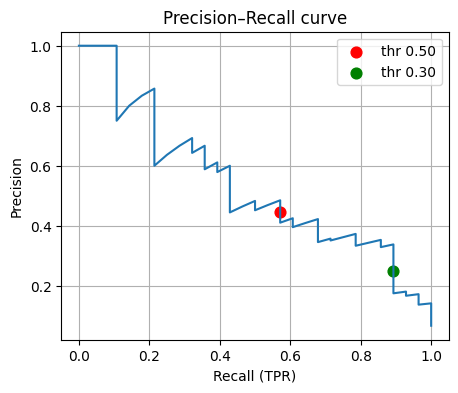 Precision–Recall curve
thr 0.50
thr 0.30
1.0
0.8
0.6
0.4
0.2
Precision
0.0 0.2 0.4 0.6 0.8 1.0
Recall (TPR)